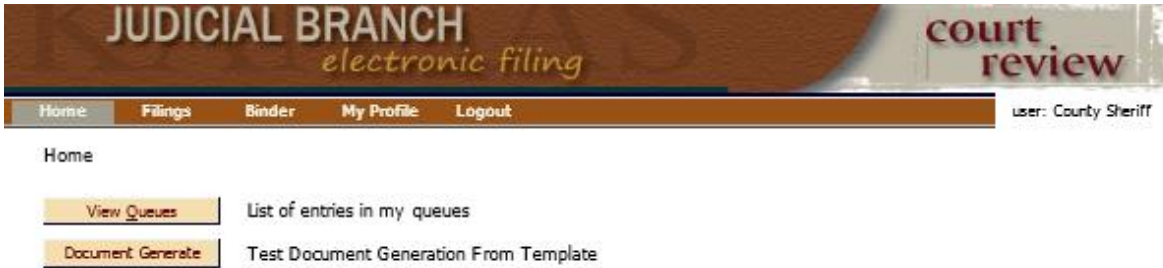 KANSAS
JUDICIAL BRANCH
electronic filing
court
review
Home Filings Binder My Profile Logout user: County Sheriff
Home
View Queues List of entries in my queues
Document Generate Test Document Generation From Template